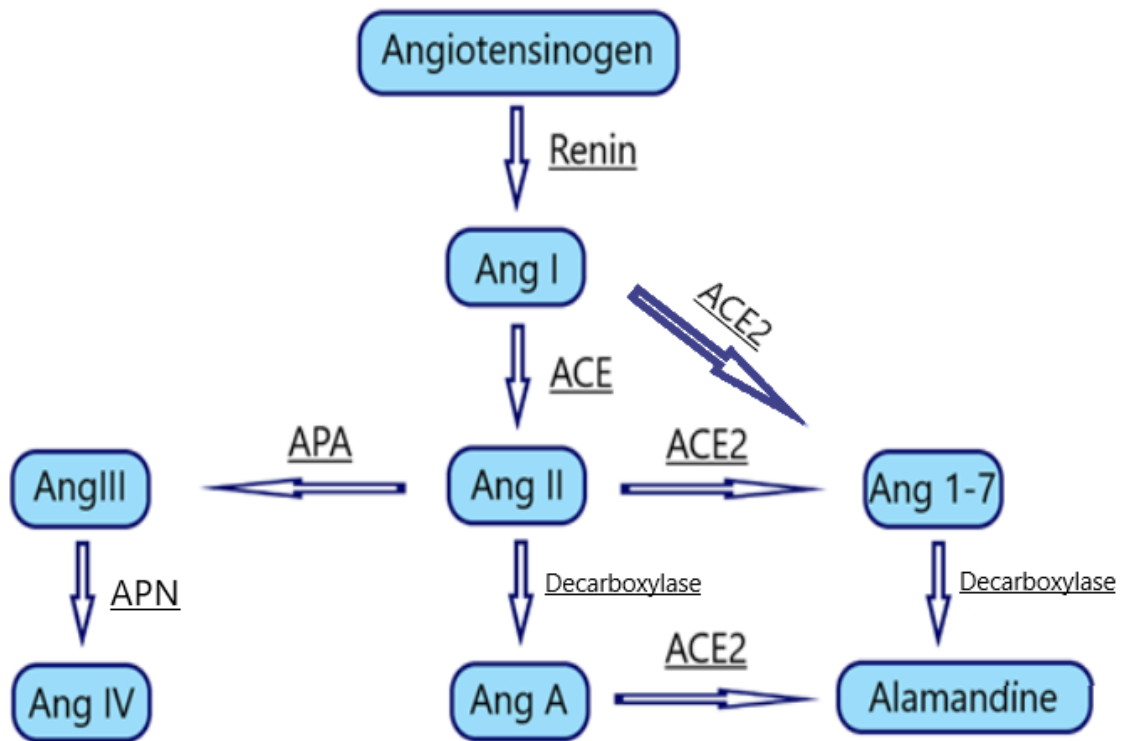 Angiotensinogen
Renin
Ang I
ACE2
ACE
APA
ACE2
AngIII
Ang II
Ang 1-7
APN
Decarboxylase
Decarboxylase
ACE2
Ang IV
Ang A
Alamandine